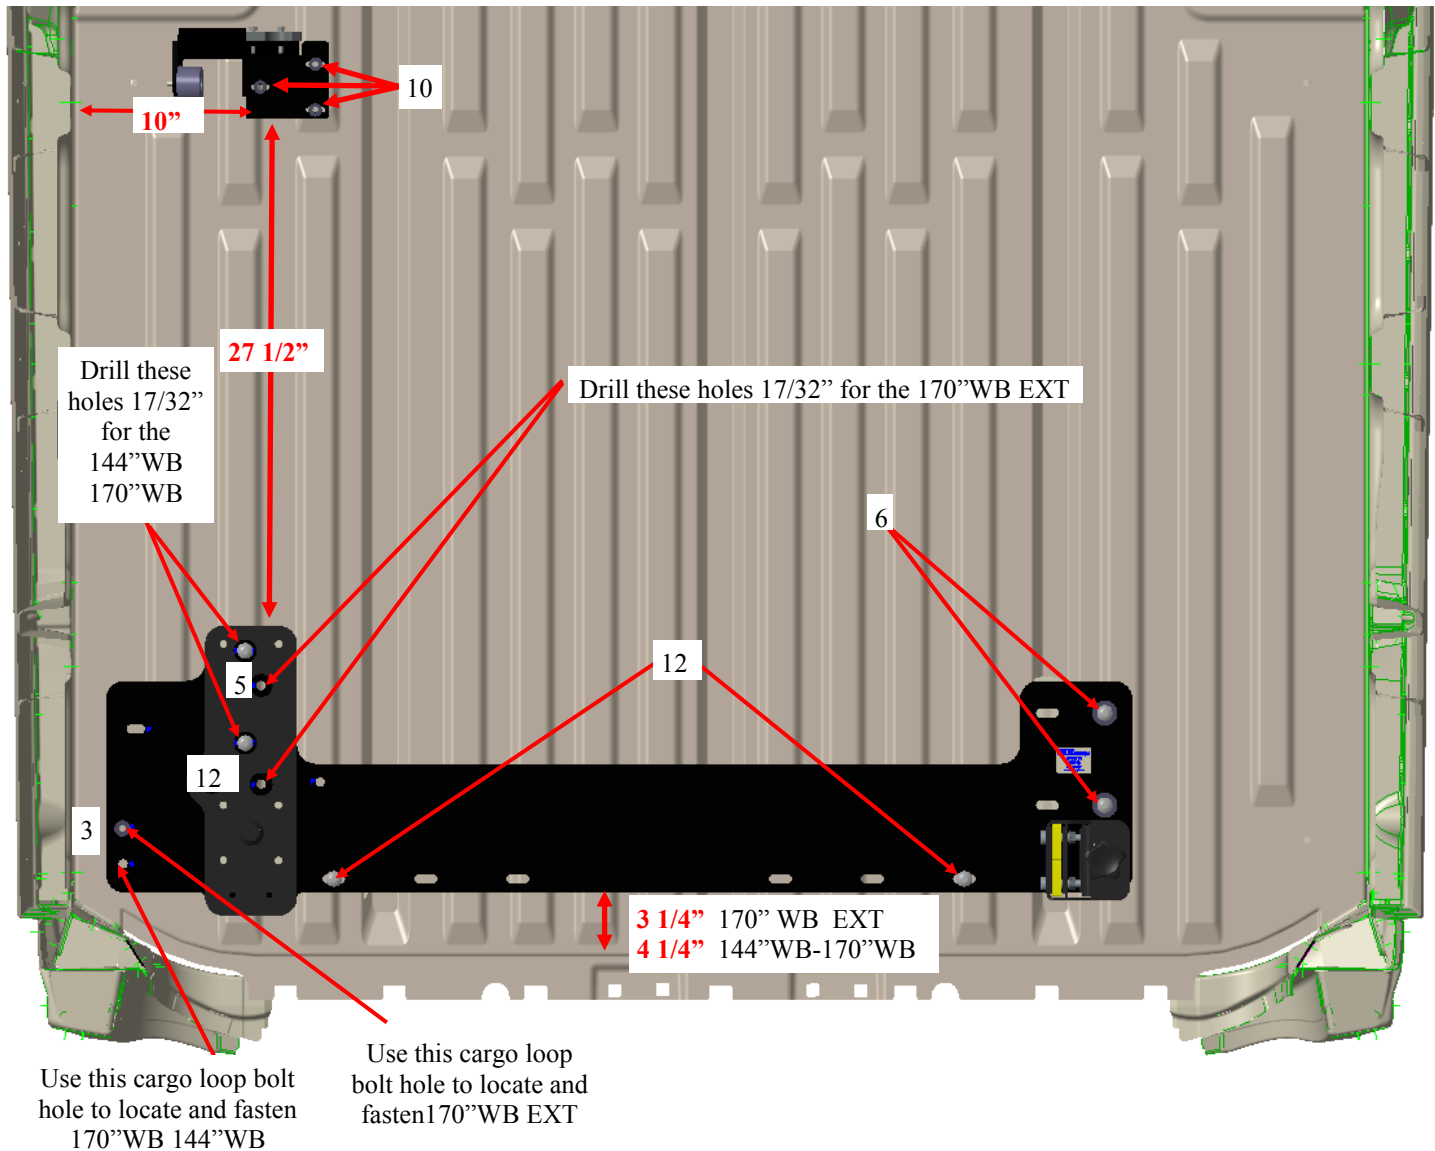 10
10”
27 1/2”
Drill these
holes 17/32”
for the
144”WB
170”WB
Drill these holes 17/32” for the 170”WB EXT
6
12
5
12
3
3 1/4” 170” WB EXT
4 1/4” 144”WB-170”WB
Use this cargo loop bolt
hole to locate and fasten
170”WB 144”WB
Use this cargo loop
bolt hole to locate and
fasten170”WB EXT